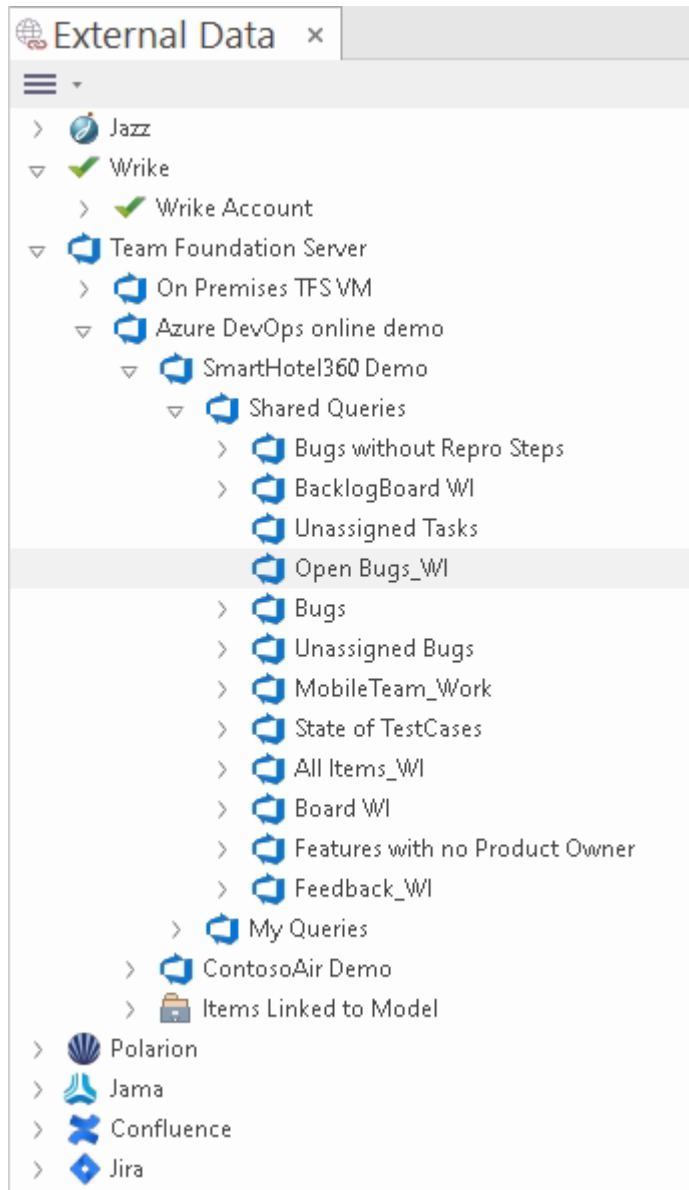 External Data
Jazz
Wrike
Wrike Account
Team Foundation Server
On Premises TFS VM
Azure DevOps online demo
SmartHotel360 Demo
Shared Queries
Bugs without Repro Steps
BacklogBoard WI
Unassigned Tasks
Open Bugs_WI
Bugs
Unassigned Bugs
MobileTeam_Work
State of TestCases
All Items_WI
Board WI
Features with no Product Owner
Feedback_WI
My Queries
ContosoAir Demo
Items Linked to Model
Polarion
Jama
Confluence
Jira